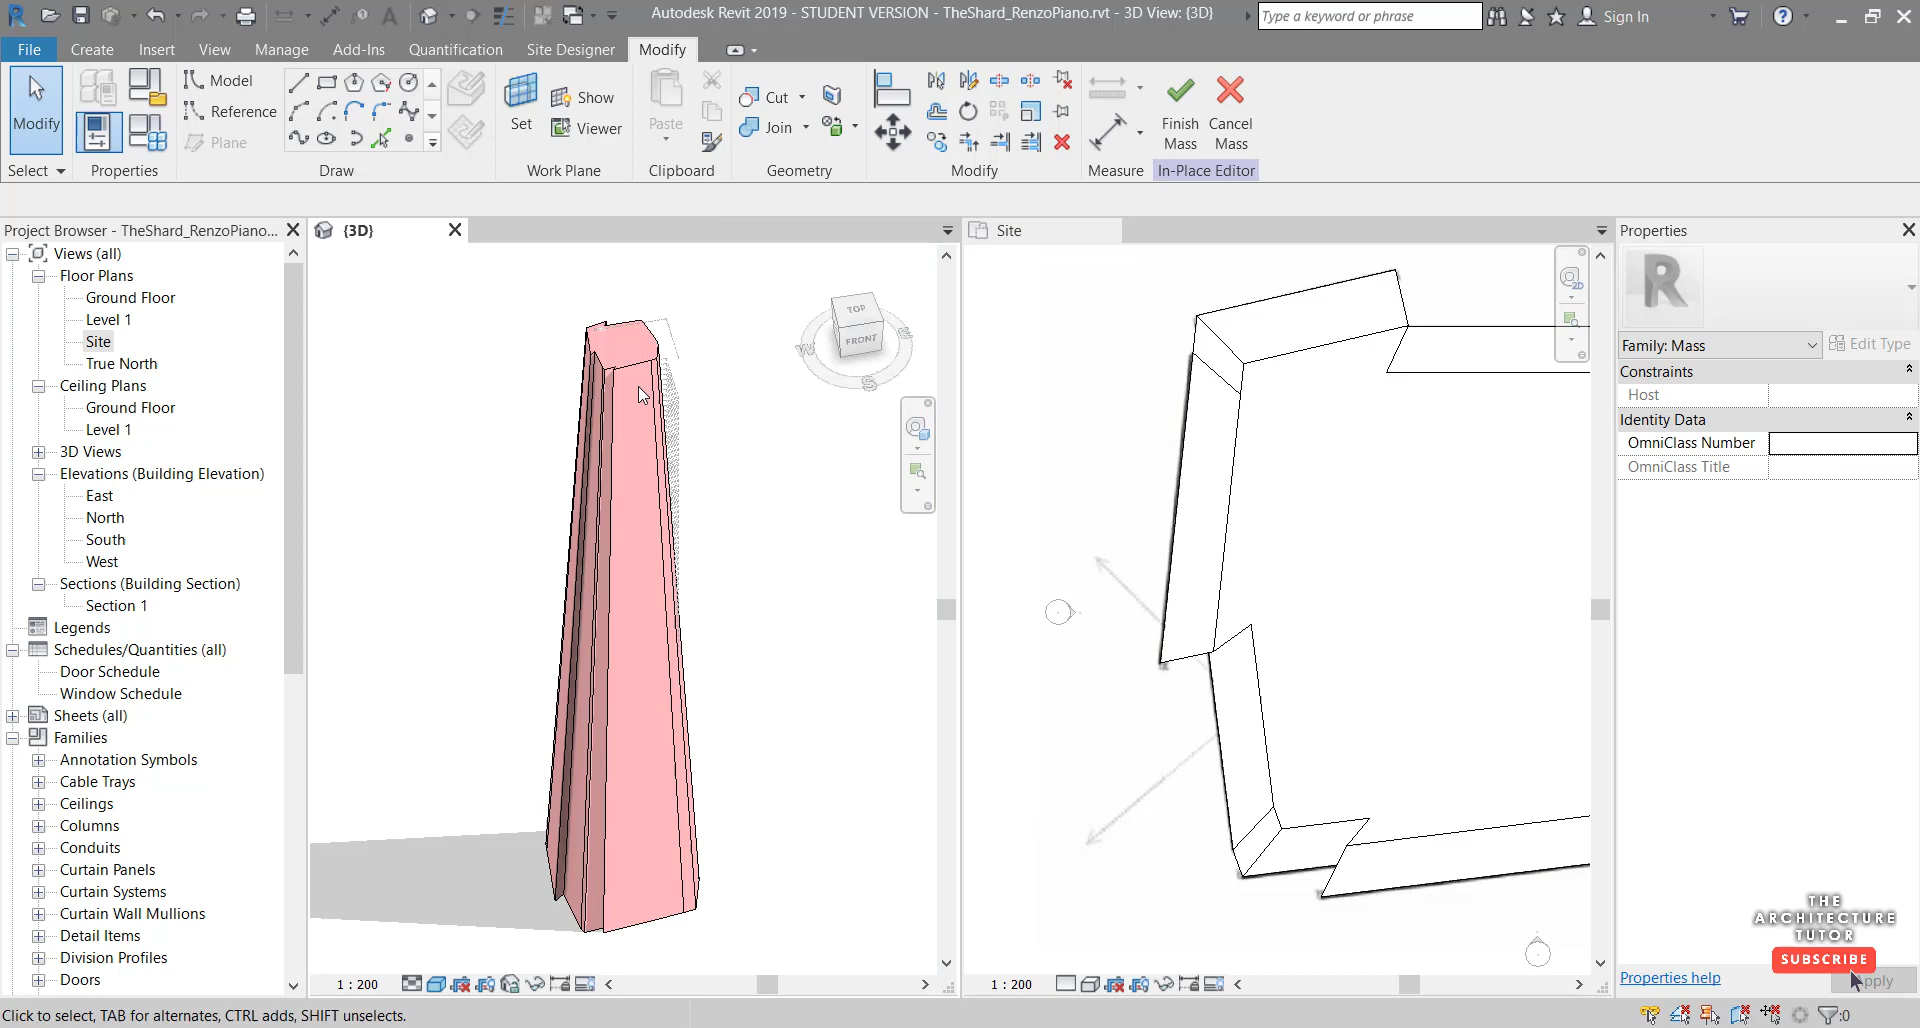 Autodesk Revit 2019 - STUDENT VERSION - TheShard_RenzoPiano.rvt - 3D View: {3D}
Type a keyword or phrase
Sign In
File Create Insert View Manage Add-Ins Quantification Site Designer Modify
Modify
Select
Properties
Model
Reference
Plane
Draw
Set
Show
Viewer
Work Plane
Paste
Clipboard
Cut
Join
Geometry
Modify
Measure
Finish Mass
Cancel Mass
In-Place Editor
Project Browser - TheShard_RenzoPiano...
Views (all)
Floor Plans
Ground Floor
Level 1
Site
True North
Ceiling Plans
Ground Floor
Level 1
3D Views
Elevations (Building Elevation)
East
North
South
West
Sections (Building Section)
Section 1
Legends
Schedules/Quantities (all)
Door Schedule
Window Schedule
Sheets (all)
Families
Annotation Symbols
Cable Trays
Ceilings
Columns
Conduits
Curtain Panels
Curtain Systems
Curtain Wall Mullions
Detail Items
Division Profiles
Doors
{3D}
TOP
FRONT
W
E
S
1 : 200
Site
2D
1 : 200
Properties
R
Family: Mass
Edit Type
Constraints
Host
Identity Data
OmniClass Number
OmniClass Title
THE
ARCHITECTURE
TUTOR
SUBSCRIBE
Properties help
Click to select, TAB for alternates, CTRL adds, SHIFT unselects.
:0